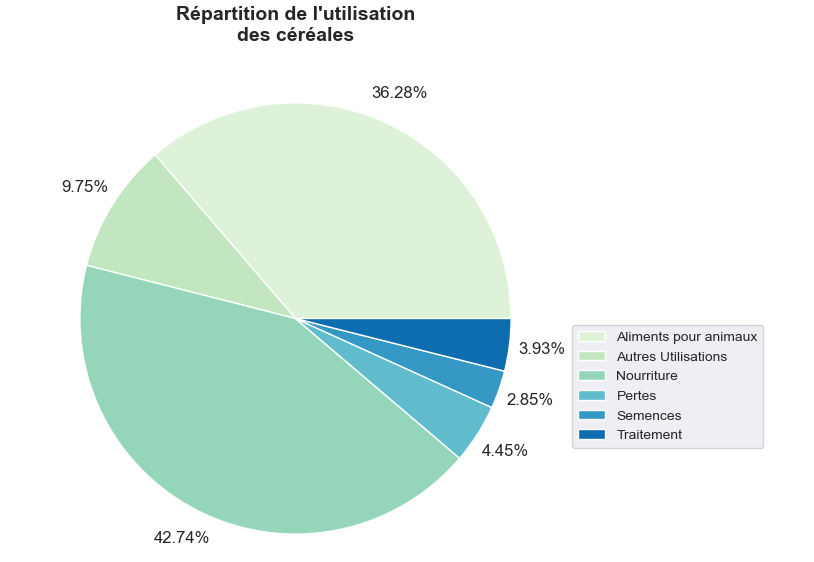 Répartition de l'utilisation
des céréales
36.28%
9.75%
42.74%
4.45%
2.85%
3.93%
Aliments pour animaux
Autres Utilisations
Nourriture
Pertes
Semences
Traitement